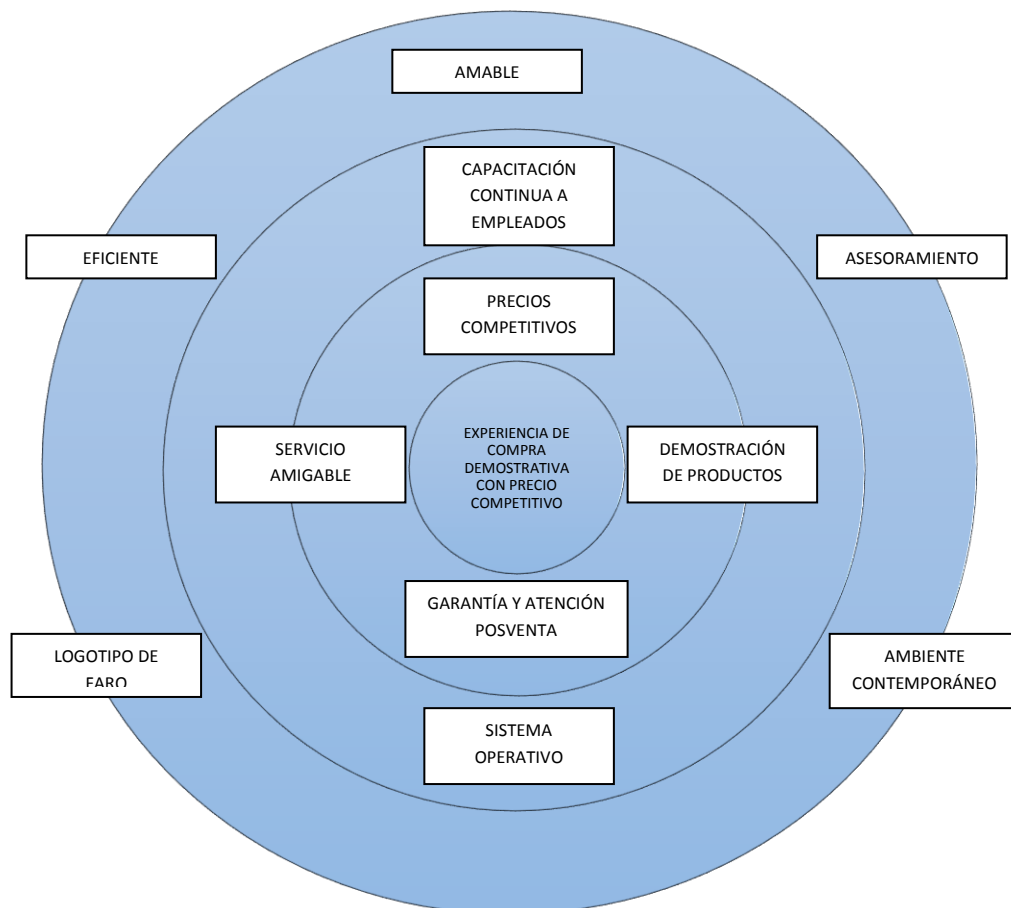 AMABLE
CAPACITACIÓN
CONTINUA A
EMPLEADOS
EFICIENTE
ASESORAMIENTO
PRECIOS
COMPETITIVOS
SERVICIO
AMIGABLE
EXPERIENCIA DE
COMPRA
DEMOSTRATIVA
CON PRECIO
COMPETITIVO
DEMOSTRACIÓN
DE PRODUCTOS
GARANTÍA Y ATENCIÓN
POSVENTA
LOGOTIPO DE
FARO
AMBIENTE
CONTEMPORÁNEO
SISTEMA
OPERATIVO